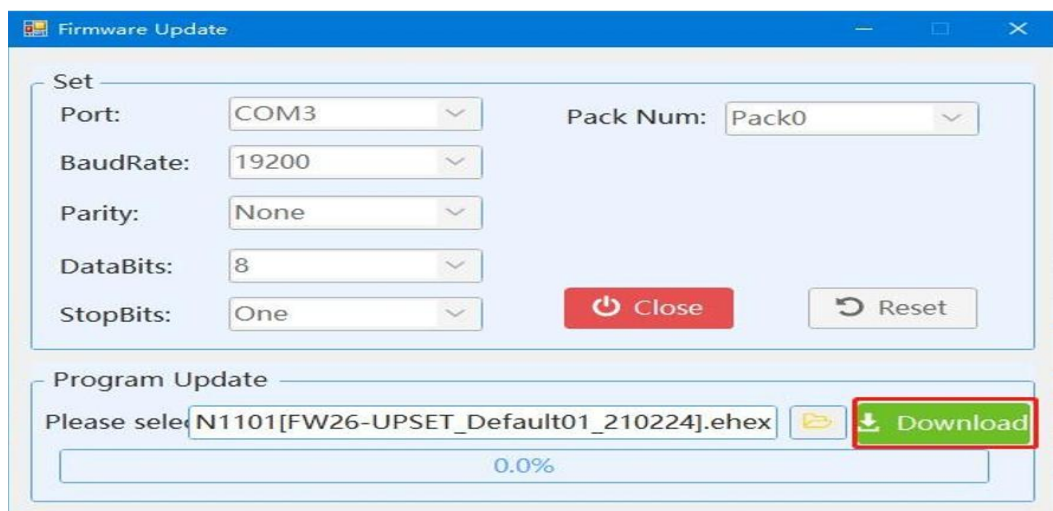 Firmware Update
Set
Port: COM3 Pack Num: Pack0
BaudRate: 19200
Parity: None
DataBits: 8
StopBits: One
Close Reset
Program Update
Please selec N1101[FW26-UPSET_Default01_210224].ehex Download
0.0%